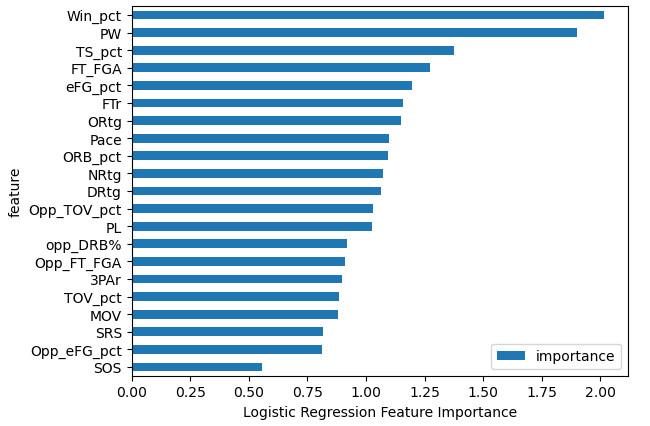 Win_pct
PW
TS_pct
FT_FGA
eFG_pct
FTr
ORtg
Pace
ORB_pct
NRtg
DRtg
Opp_TOV_pct
PL
opp_DRB%
Opp_FT_FGA
3PAr
TOV_pct
MOV
SRS
Opp_eFG_pct
SOS
feature
importance
0.00 0.25 0.50 0.75 1.00 1.25 1.50 1.75 2.00
Logistic Regression Feature Importance